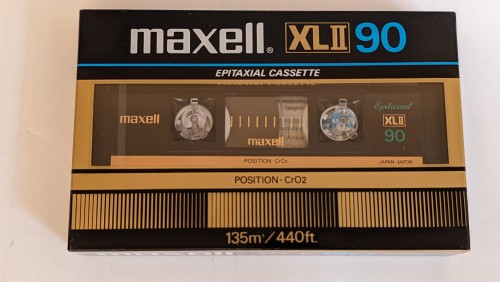 maxell® XLII 90
EPITAXIAL CASSETTE
maxell
maxell
Epitaxial
XLII
90
POSITION·CrO₂
JAPAN JAPON
POSITION·CrO2
135m/440ft.